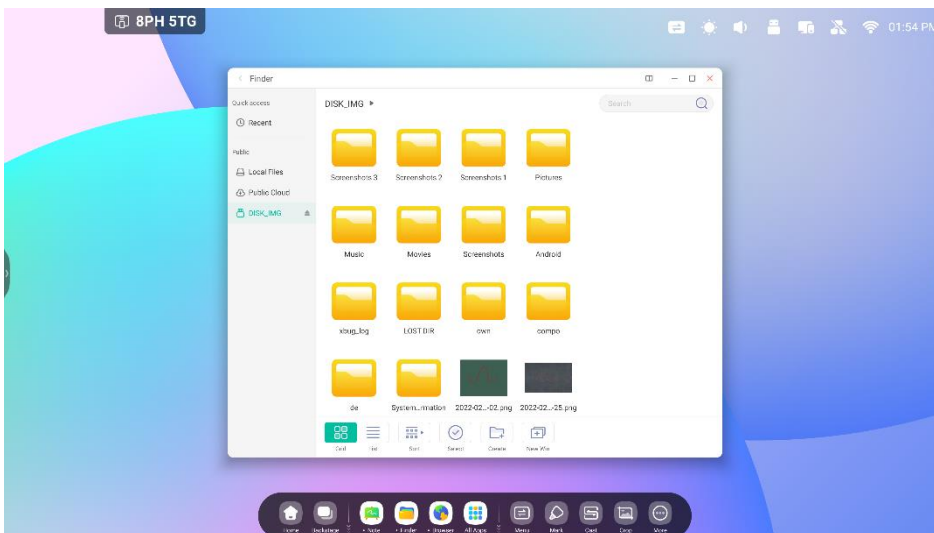 8PH 5TG
01:54 PM
Finder
Quick access
DISK_IMG
Search
Recent
Public
Local Files
Public Cloud
DISK_IMG
Screenshots 3
Screenshots 2
Screenshots 1
Pictures
Music
Movies
Screenshots
Android
xbug_log
LOST.DIR
own
compo
de
System...rmation
2022-02...-02.png
2022-02...-25.png
Grid
list
Sort
Select
Create
New Win
Home
Backstage
• Note
• Finder
• Browser
All Apps
Menu
Mark
Cast
Crop
More